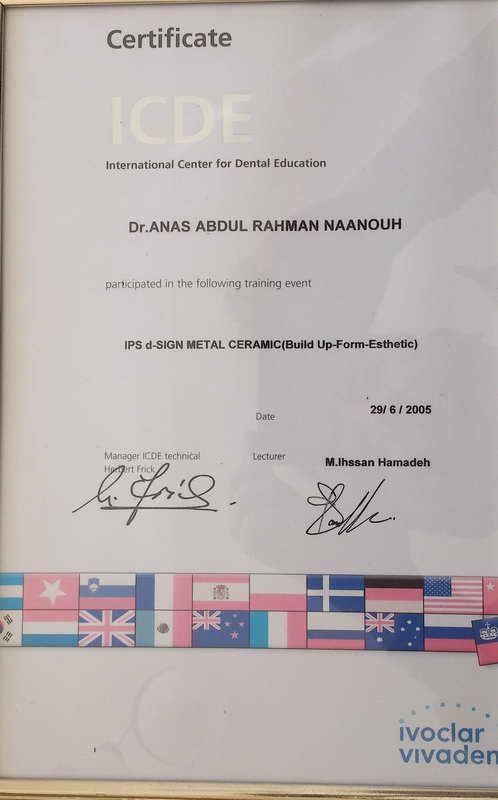 Certificate
ICDE
International Center for Dental Education
Dr.ANAS ABDUL RAHMAN NAANOUH
participated in the following training event
IPS d-SIGN METAL CERAMIC(Build Up-Form-Esthetic)
Date
29/ 6 / 2005
Manager ICDE technical
Herbert Frick
Lecturer
M.Ihssan Hamadeh
ivoclar
vivaden